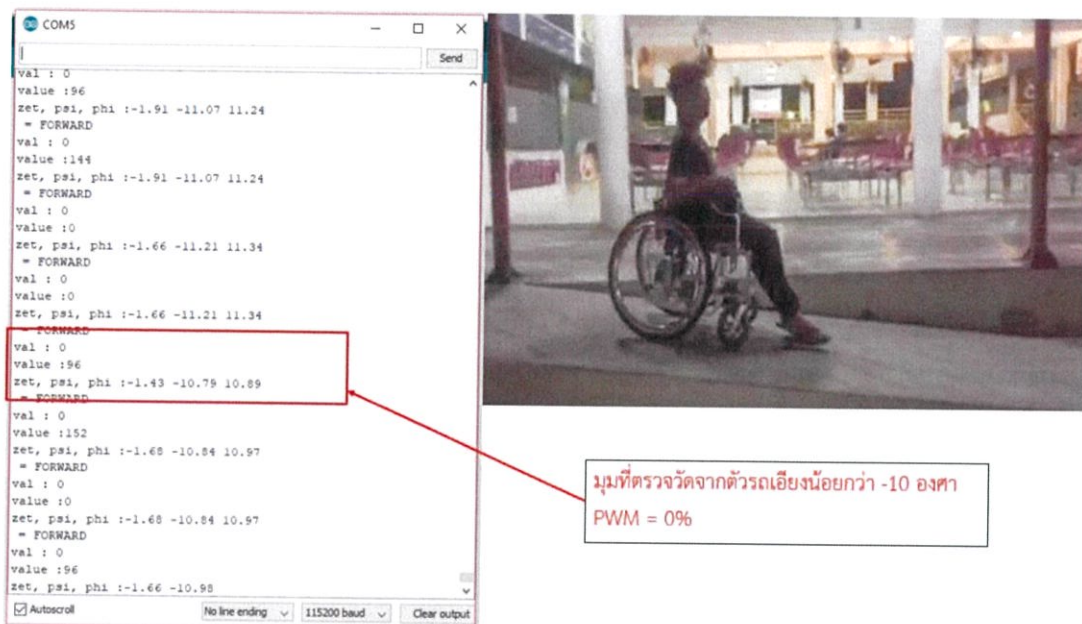 COM5
Send
val : 0
value :96
zet, psi, phi :-1.91 -11.07 11.24
= FORWARD
val : 0
value :144
zet, psi, phi :-1.91 -11.07 11.24
= FORWARD
val : 0
value :0
zet, psi, phi :-1.66 -11.21 11.34
= FORWARD
val : 0
value :0
zet, psi, phi :-1.66 -11.21 11.34
= FORWARD
val : 0
value :96
zet, psi, phi :-1.43 -10.79 10.89
= FORWARD
val : 0
value :152
zet, psi, phi :-1.68 -10.84 10.97
= FORWARD
val : 0
value :0
zet, psi, phi :-1.68 -10.84 10.97
= FORWARD
val : 0
value :96
zet, psi, phi :-1.66 -10.98
Autoscroll No line ending 115200 baud Clear output
มุมที่ตรวจวัดจากตัวรถเอียงน้อยกว่า -10 องศา
PWM = 0%